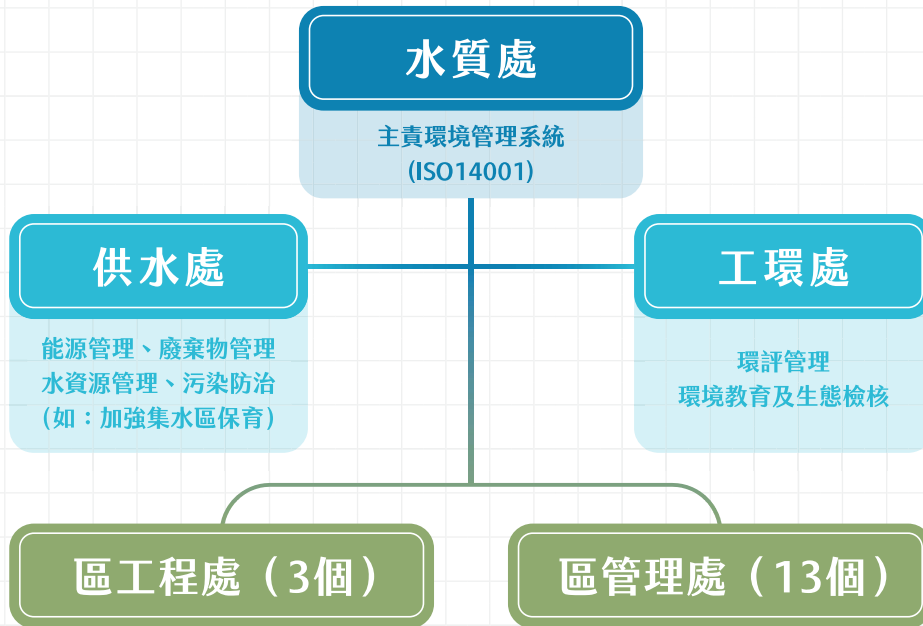 水質處
主責環境管理系統
(ISO14001)
供水處
能源管理、廢棄物管理
水資源管理、污染防治
(如：加強集水區保育)
工環處
環評管理
環境教育及生態檢核
區工程處（3個）
區管理處（13個）